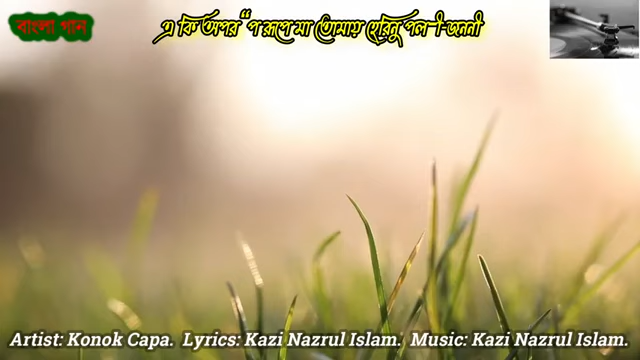 বাংলা গান
এ কি অপর“প রূপে মা তোমায় হেরিনু পল-ী-জননী
Artist: Konok Capa. Lyrics: Kazi Nazrul Islam. Music: Kazi Nazrul Islam.